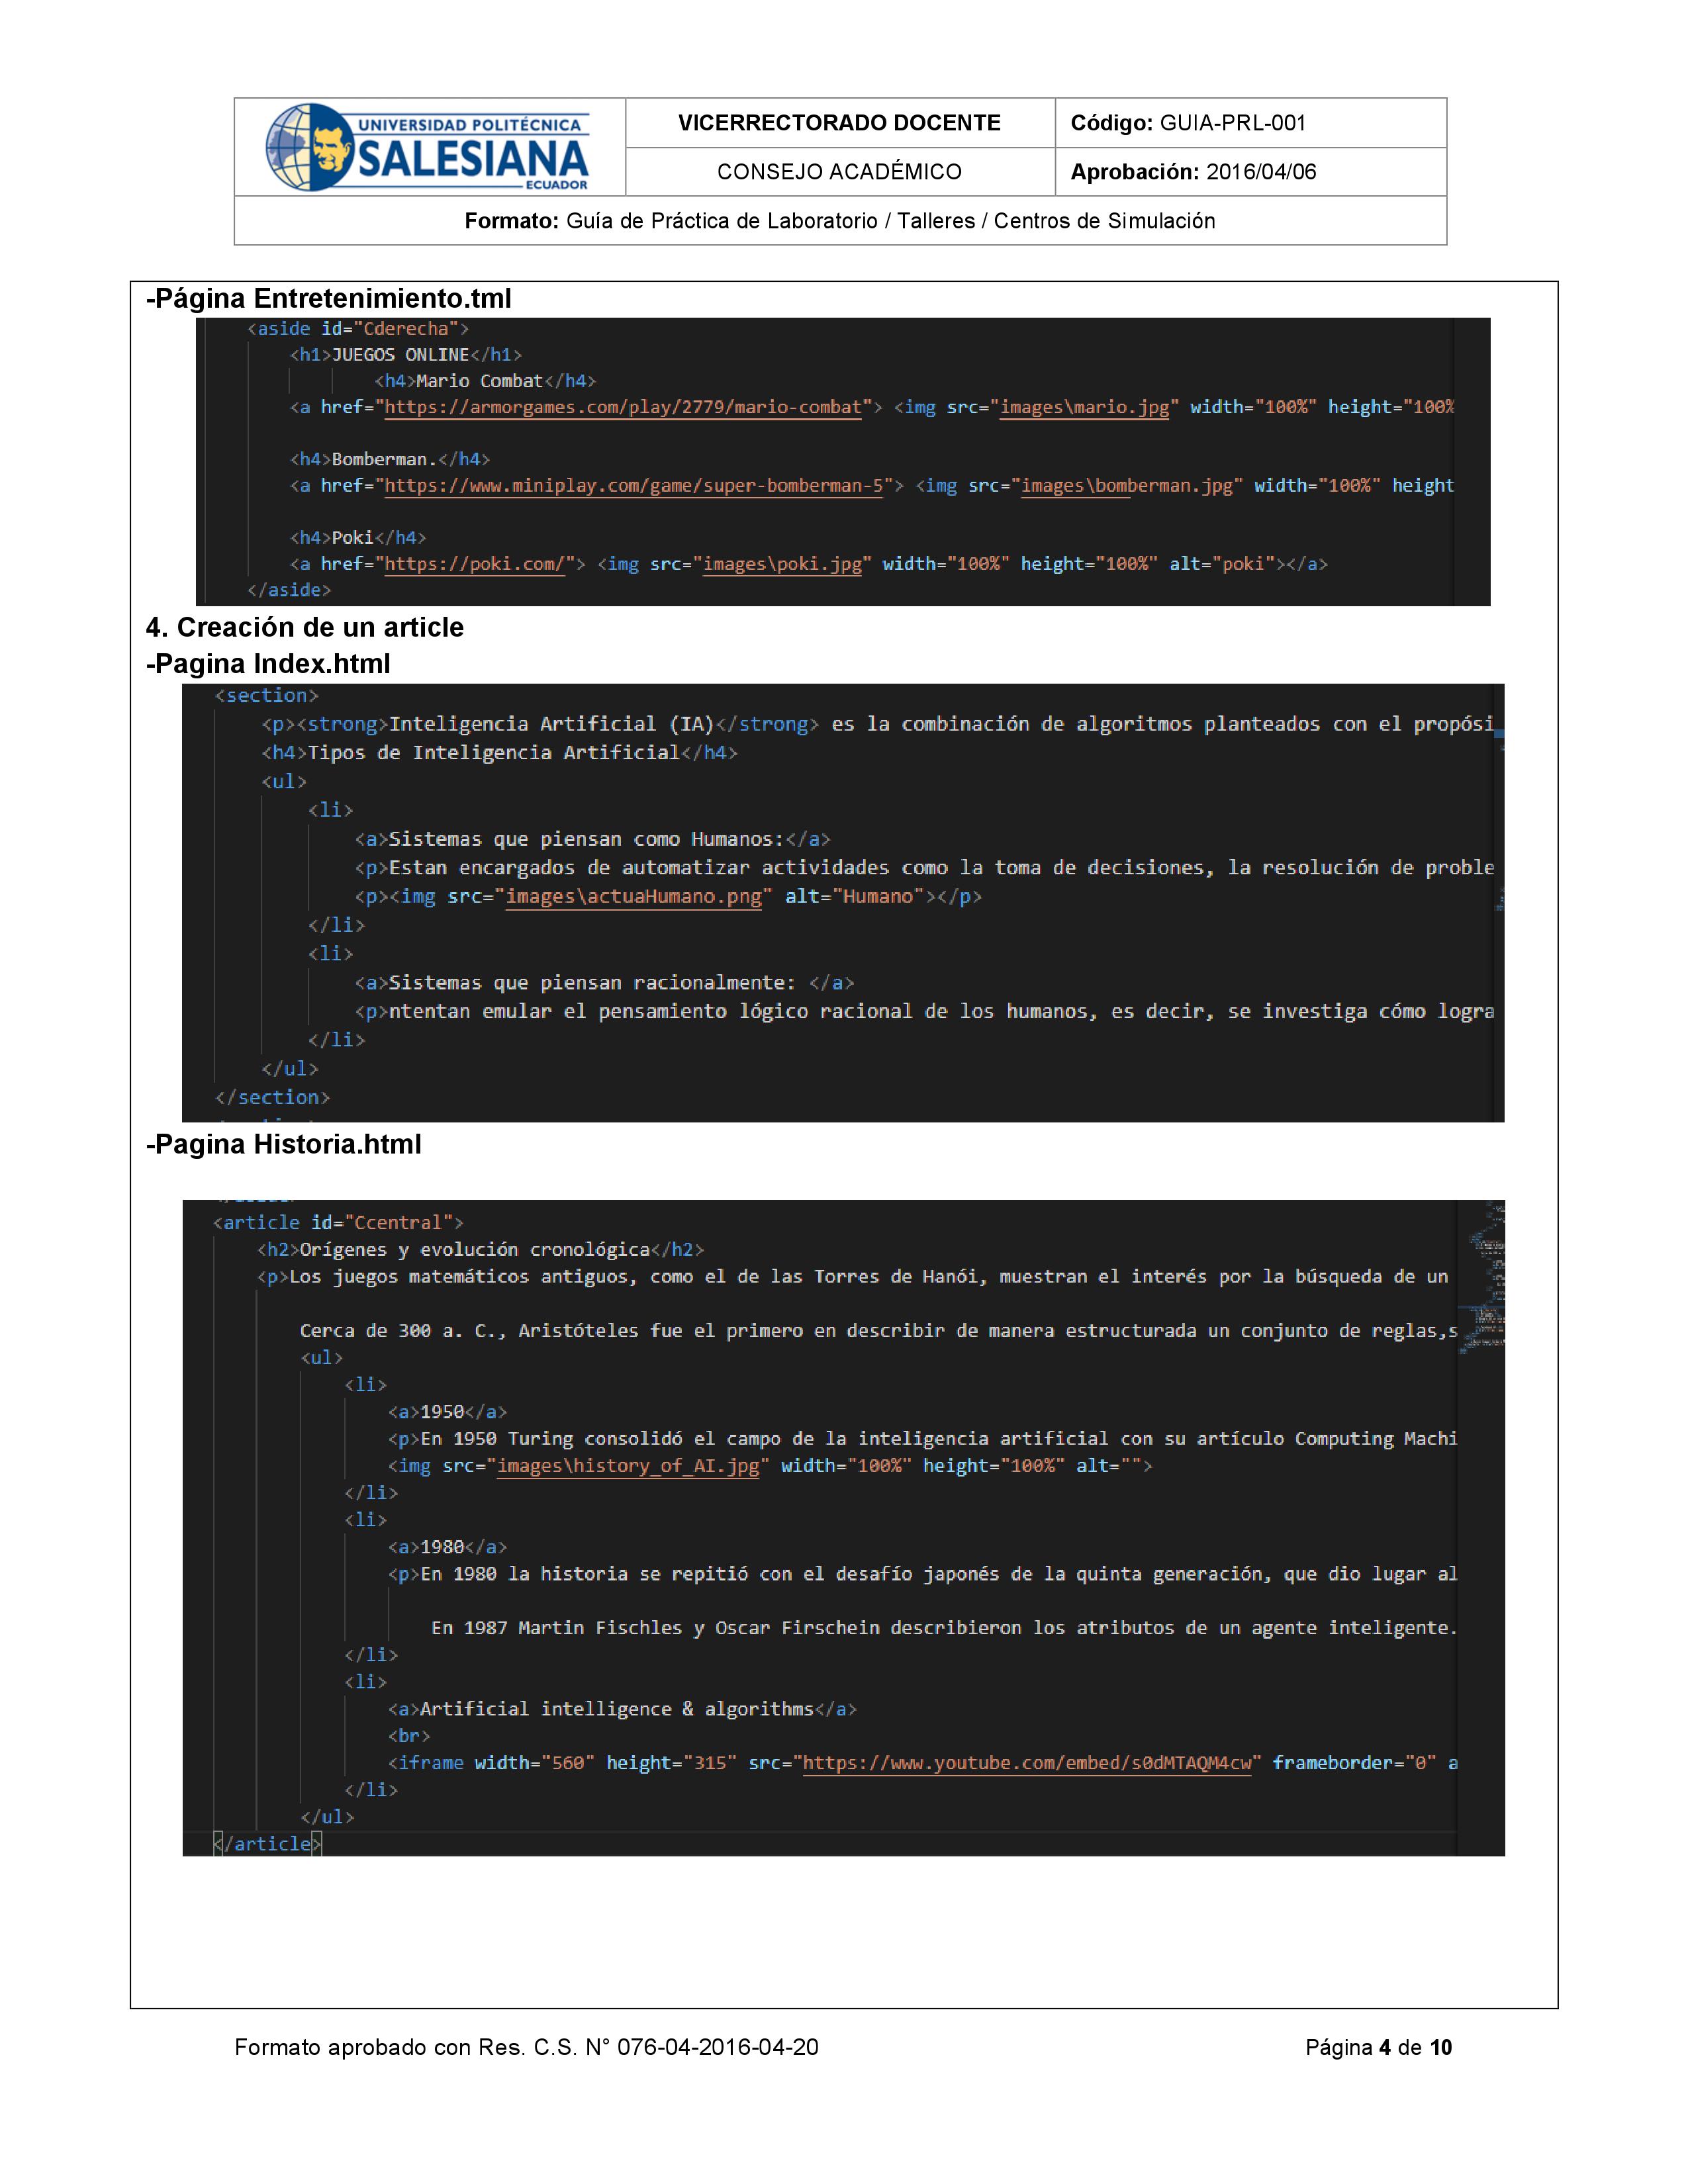 UNIVERSIDAD POLITÉCNICA
SALESIANA
ECUADOR
VICERRECTORADO DOCENTE
Código: GUIA-PRL-001
CONSEJO ACADÉMICO
Aprobación: 2016/04/06
Formato: Guía de Práctica de Laboratorio / Talleres / Centros de Simulación
-Página Entretenimiento.tml
<aside id="Cderecha">
<h1>JUEGOS ONLINE</h1>
<h4>Mario Combat</h4>
<a href="https://armorgames.com/play/2779/mario-combat"> <img src="images\mario.jpg" width="100%" height="100%
<h4>Bomberman.</h4>
<a href="https://www.miniplay.com/game/super-bomberman-5"> <img src="images\bomberman.jpg" width="100%" height
<h4>Poki</h4>
<a href="https://poki.com/"> <img src="images\poki.jpg" width="100%" height="100%" alt="poki"></a>
</aside>
4. Creación de un article
-Pagina Index.html
<section>
<p><strong>Inteligencia Artificial (IA)</strong> es la combinación de algoritmos planteados con el propósi
<h4>Tipos de Inteligencia Artificial</h4>
<ul>
<li>
<a>Sistemas que piensan como Humanos:</a>
<p>Estan encargados de automatizar actividades como la toma de decisiones, la resolución de proble
<p><img src="images\actuaHumano.png" alt="Humano"></p>
</li>
<li>
<a>Sistemas que piensan racionalmente: </a>
<p>ntentan emular el pensamiento lógico racional de los humanos, es decir, se investiga cómo logra
</li>
</ul>
</section>
-Pagina Historia.html
<article id="Ccentral">
<h2>Orígenes y evolución cronológica</h2>
<p>Los juegos matemáticos antiguos, como el de las Torres de Hanói, muestran el interés por la búsqueda de un
Cerca de 300 a. C., Aristóteles fue el primero en describir de manera estructurada un conjunto de reglas,s
<ul>
<li>
<a>1950</a>
<p>En 1950 Turing consolidó el campo de la inteligencia artificial con su artículo Computing Machi
<img src="images\history_of_AI.jpg" width="100%" height="100%" alt="">
</li>
<li>
<a>1980</a>
<p>En 1980 la historia se repitió con el desafío japonés de la quinta generación, que dio lugar al
En 1987 Martin Fischles y Oscar Firschein describieron los atributos de un agente inteligente.
</li>
<li>
<a>Artificial intelligence & algorithms</a>
<br>
<iframe width="560" height="315" src="https://www.youtube.com/embed/s0dMTAQM4cw" frameborder="0" a
</li>
</ul>
</article>
Formato aprobado con Res. C.S. N° 076-04-2016-04-20
Página 4 de 10